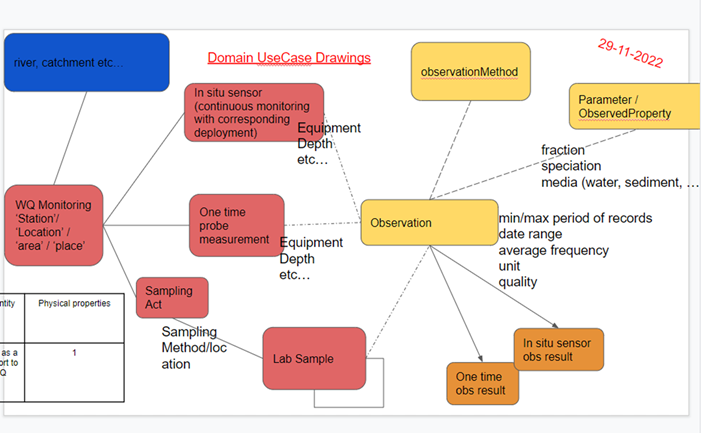 Domain UseCase Drawings
29-11-2022
river, catchment etc...
In situ sensor
(continuous monitoring
with corresponding
deployment)
Equipment
Depth
etc...
observationMethod
Parameter /
ObservedProperty
fraction
speciation
media (water, sediment, ...
WQ Monitoring
'Station'/
'Location' /
'area' / 'place'
One time
probe
measurement
Equipment
Depth
etc...
Observation
min/max period of records
date range
average frequency
unit
quality
Sampling
Act
Sampling
Method/loc
ation
Lab Sample
In situ sensor
obs result
One time
obs result
Physical properties
as a
1